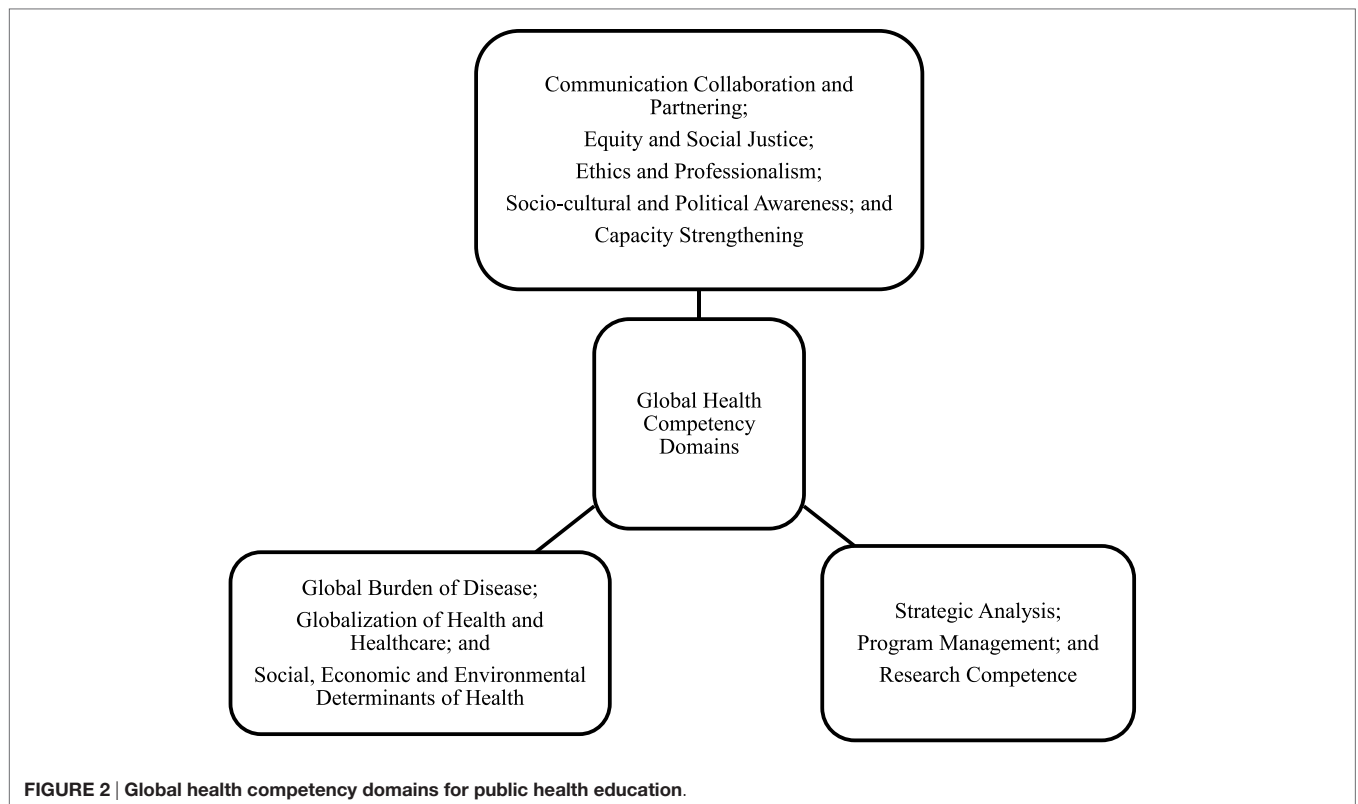 Communication Collaboration and
Partnering;
Equity and Social Justice;
Ethics and Professionalism;
Socio-cultural and Political Awareness; and
Capacity Strengthening
Global Health
Competency
Domains
Global Burden of Disease;
Globalization of Health and
Healthcare; and
Social, Economic and Environmental
Determinants of Health
Strategic Analysis;
Program Management; and
Research Competence
FIGURE 2 | Global health competency domains for public health education.